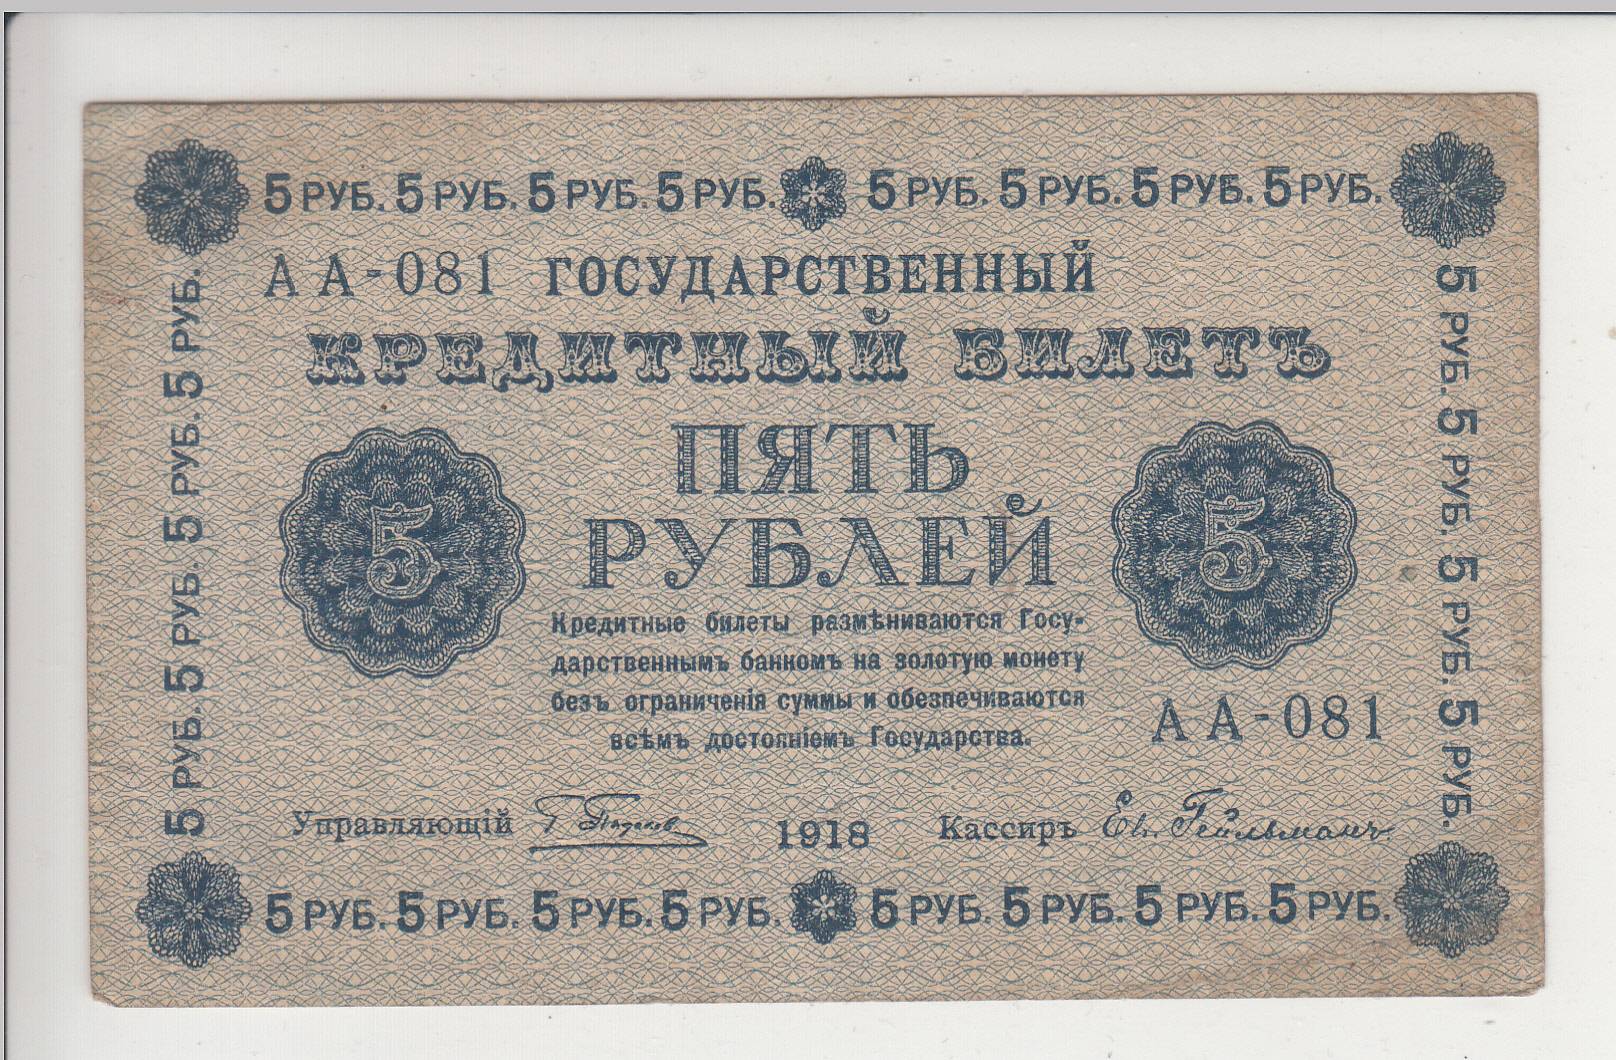 5 РУБ. 5 РУБ. 5 РУБ. 5 РУБ. 5 РУБ. 5 РУБ. 5 РУБ. 5 РУБ.
АА-081 ГОСУДАРСТВЕННЫЙ
КРЕДИТНЫЙ БИЛЕТЪ
ПЯТЬ
РУБЛЕЙ
5
5
Кредитные билеты размѣниваются Госу-
дарственнымъ банкомъ на золотую монету
безъ ограниченія суммы и обезпечиваются
всѣмъ достояніемъ Государства.
АА-081
Управляющій Г Пятаков 1918 Кассиръ Ев. Гейльманъ
5 РУБ. 5 РУБ. 5 РУБ. 5 РУБ. 5 РУБ. 5 РУБ. 5 РУБ. 5 РУБ.
5 РУБ. 5 РУБ. 5 РУБ. 5 РУБ.
5 РУБ. 5 РУБ. 5 РУБ. 5 РУБ.